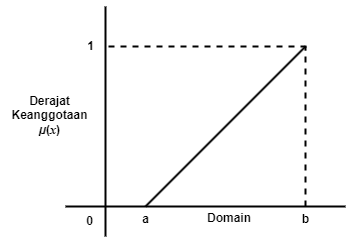 1
Derajat
Keanggotaan
μ(x)
0
a
Domain
b